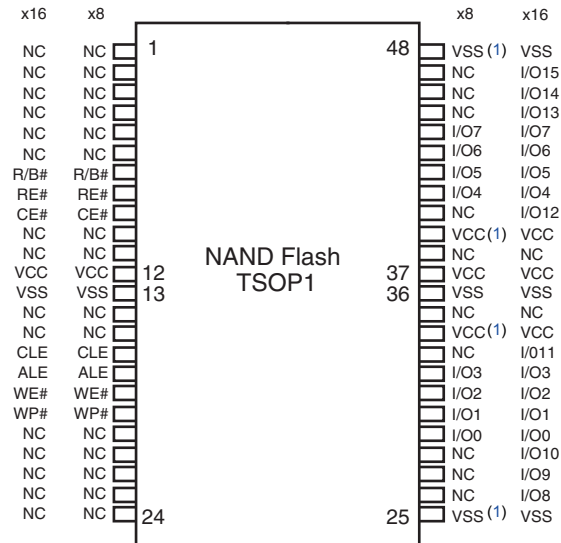 x16 x8 x8 x16
NC NC 1 48 VSS (1) VSS
NC NC NC I/O15
NC NC NC I/O14
NC NC NC I/O13
NC NC I/O7 I/O7
NC NC I/O6 I/O6
R/B# R/B# I/O5 I/O5
RE# RE# I/O4 I/O4
CE# CE# NC I/O12
NC NC VCC(1) VCC
NC NC NAND Flash NC NC
VCC VCC 12 TSOP1 37 VCC VCC
VSS VSS 13 36 VSS VSS
NC NC NC NC
NC NC VCC(1) VCC
CLE CLE NC I/011
ALE ALE I/O3 I/O3
WE# WE# I/O2 I/O2
WP# WP# I/O1 I/O1
NC NC I/O0 I/O0
NC NC NC I/O10
NC NC NC I/O9
NC NC NC I/O8
NC NC 24 25 VSS (1) VSS